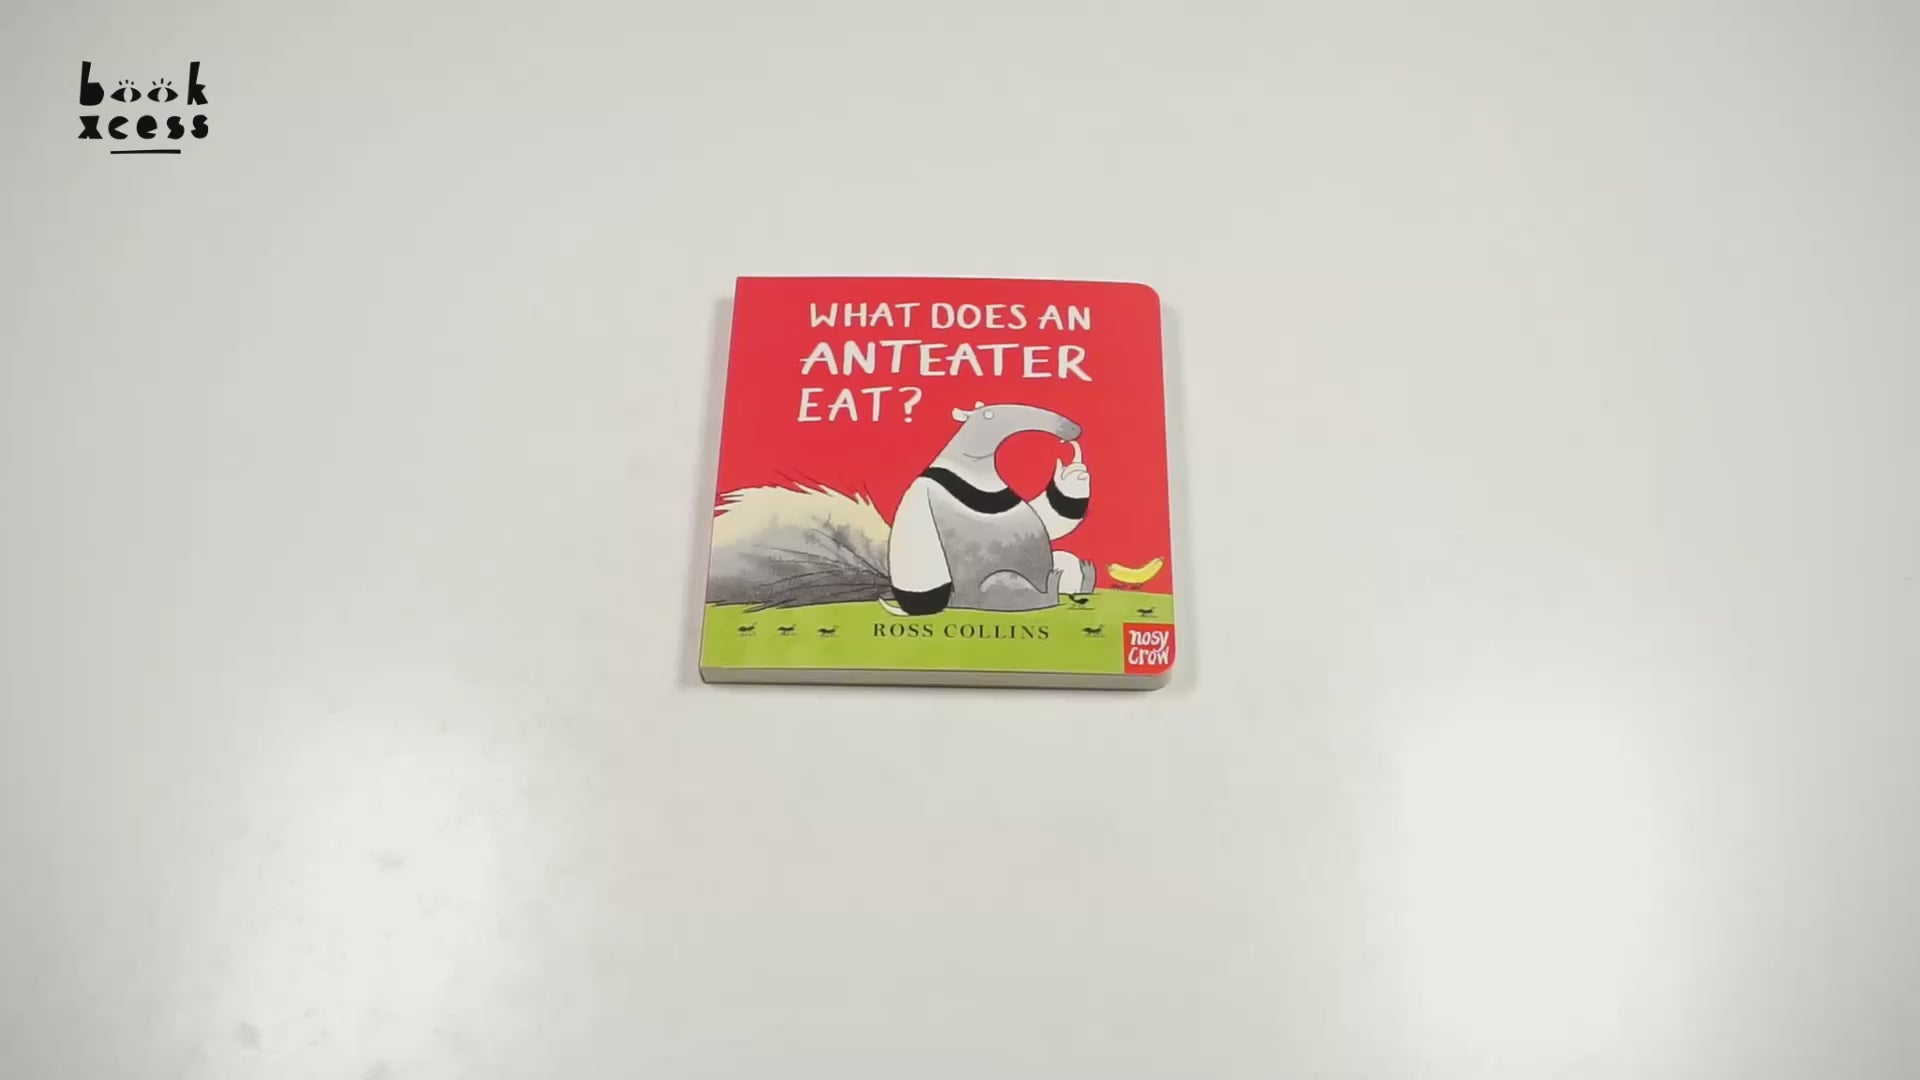 book
xcess
WHAT DOES AN
ANTEATER
EAT?
ROSS COLLINS
nosy
crow